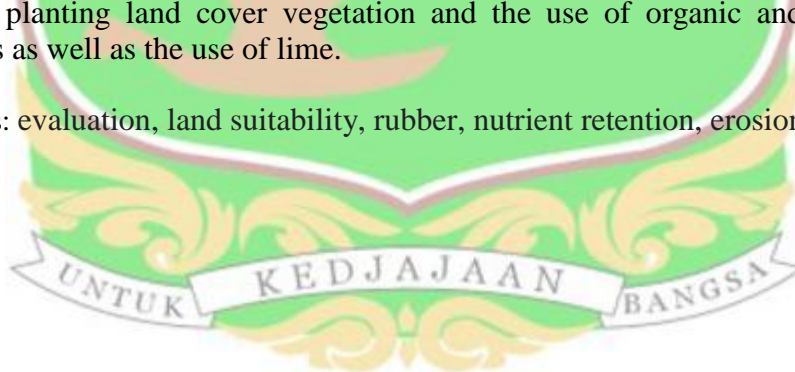 planting land cover vegetation and the use of organic and
s as well as the use of lime.
s: evaluation, land suitability, rubber, nutrient retention, erosion
UNTUK KEDJAJAAN BANGSA